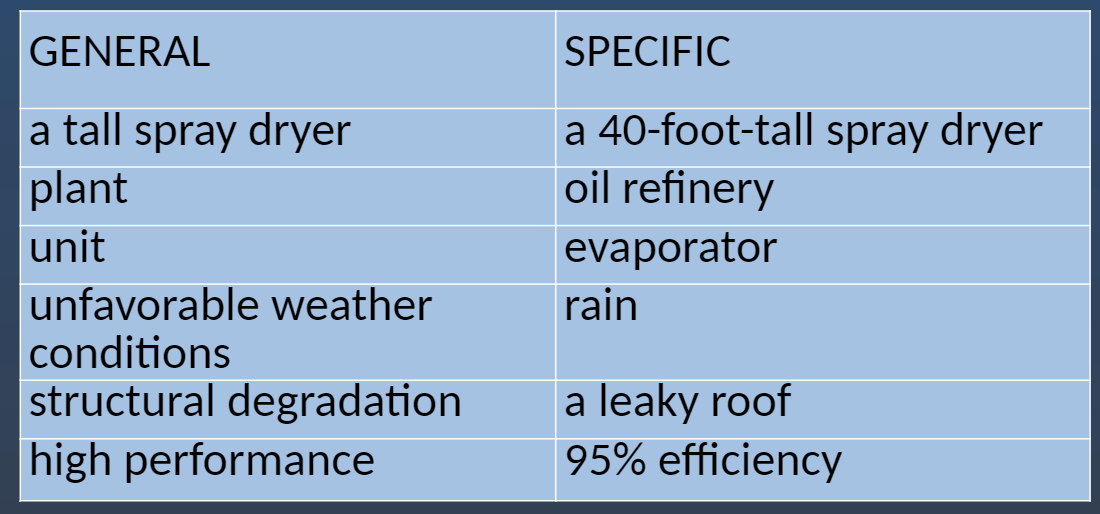 GENERAL
SPECIFIC
a tall spray dryer
a 40-foot-tall spray dryer
plant
oil refinery
unit
evaporator
unfavorable weather
conditions
rain
structural degradation
a leaky roof
high performance
95% efficiency